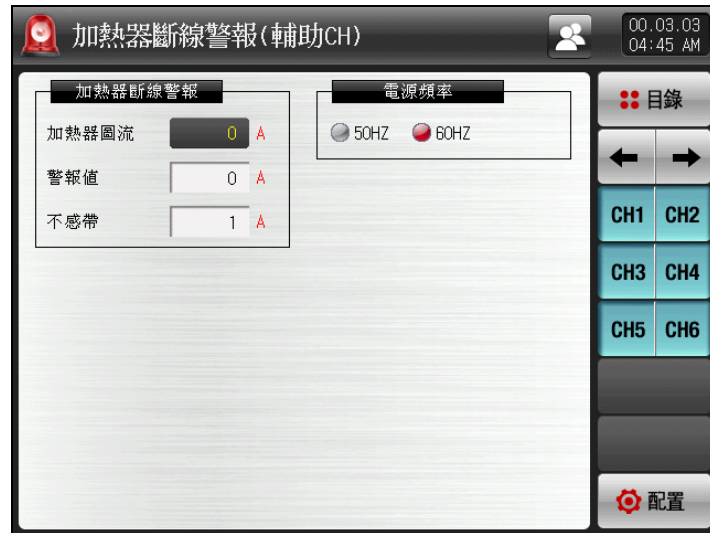 加熱器斷線警報(輔助CH)
00.03.03
04:45 AM
加熱器斷線警報
加熱器圖流 0 A
警報値 0 A
不感帶 1 A
電源頻率
50HZ 60HZ
目錄
CH1 CH2
CH3 CH4
CH5 CH6
配置